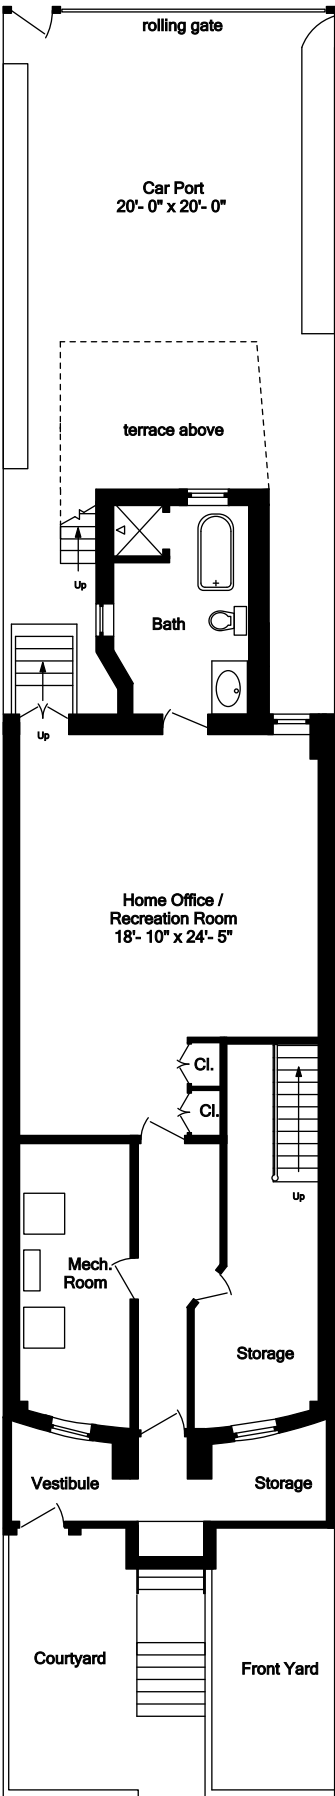 rolling gate
Car Port
20'- 0" x 20'- 0"
terrace above
Up
Bath
Up
Home Office /
Recreation Room
18'- 10" x 24'- 5"
Cl.
Cl.
Up
Mech.
Room
Storage
Vestibule
Storage
Courtyard
Front Yard